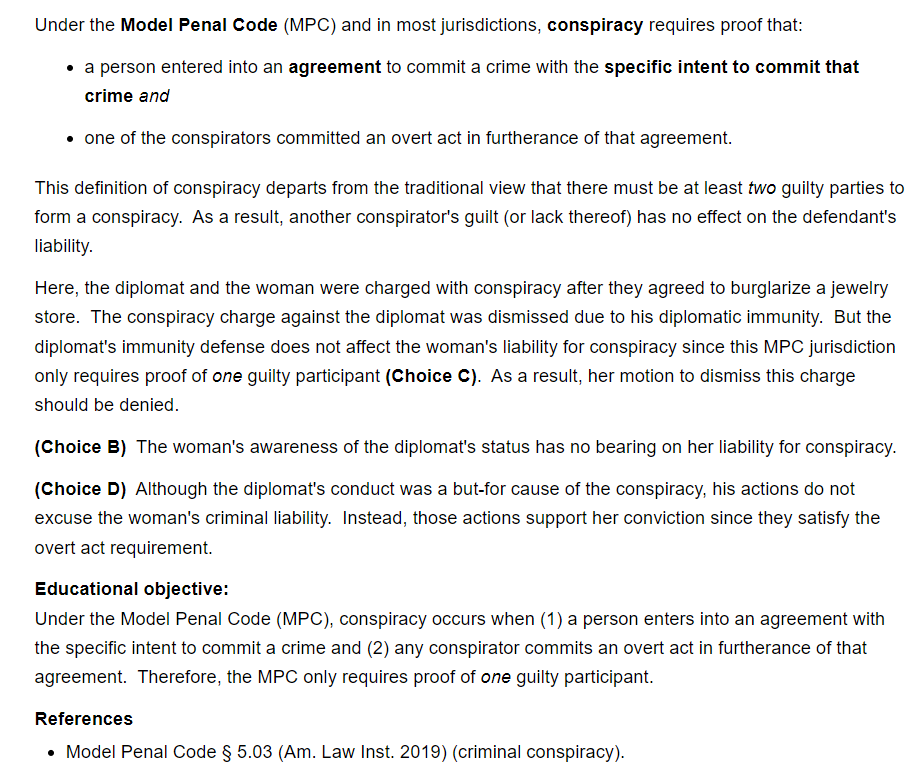 Under the Model Penal Code (MPC) and in most jurisdictions, conspiracy requires proof that:
• a person entered into an agreement to commit a crime with the specific intent to commit that
crime and
• one of the conspirators committed an overt act in furtherance of that agreement.
This definition of conspiracy departs from the traditional view that there must be at least two guilty parties to
form a conspiracy. As a result, another conspirator's guilt (or lack thereof) has no effect on the defendant's
liability.
Here, the diplomat and the woman were charged with conspiracy after they agreed to burglarize a jewelry
store. The conspiracy charge against the diplomat was dismissed due to his diplomatic immunity. But the
diplomat's immunity defense does not affect the woman's liability for conspiracy since this MPC jurisdiction
only requires proof of one guilty participant (Choice C). As a result, her motion to dismiss this charge
should be denied.
(Choice B) The woman's awareness of the diplomat's status has no bearing on her liability for conspiracy.
(Choice D) Although the diplomat's conduct was a but-for cause of the conspiracy, his actions do not
excuse the woman's criminal liability. Instead, those actions support her conviction since they satisfy the
overt act requirement.
Educational objective:
Under the Model Penal Code (MPC), conspiracy occurs when (1) a person enters into an agreement with
the specific intent to commit a crime and (2) any conspirator commits an overt act in furtherance of that
agreement. Therefore, the MPC only requires proof of one guilty participant.
References
• Model Penal Code § 5.03 (Am. Law Inst. 2019) (criminal conspiracy).